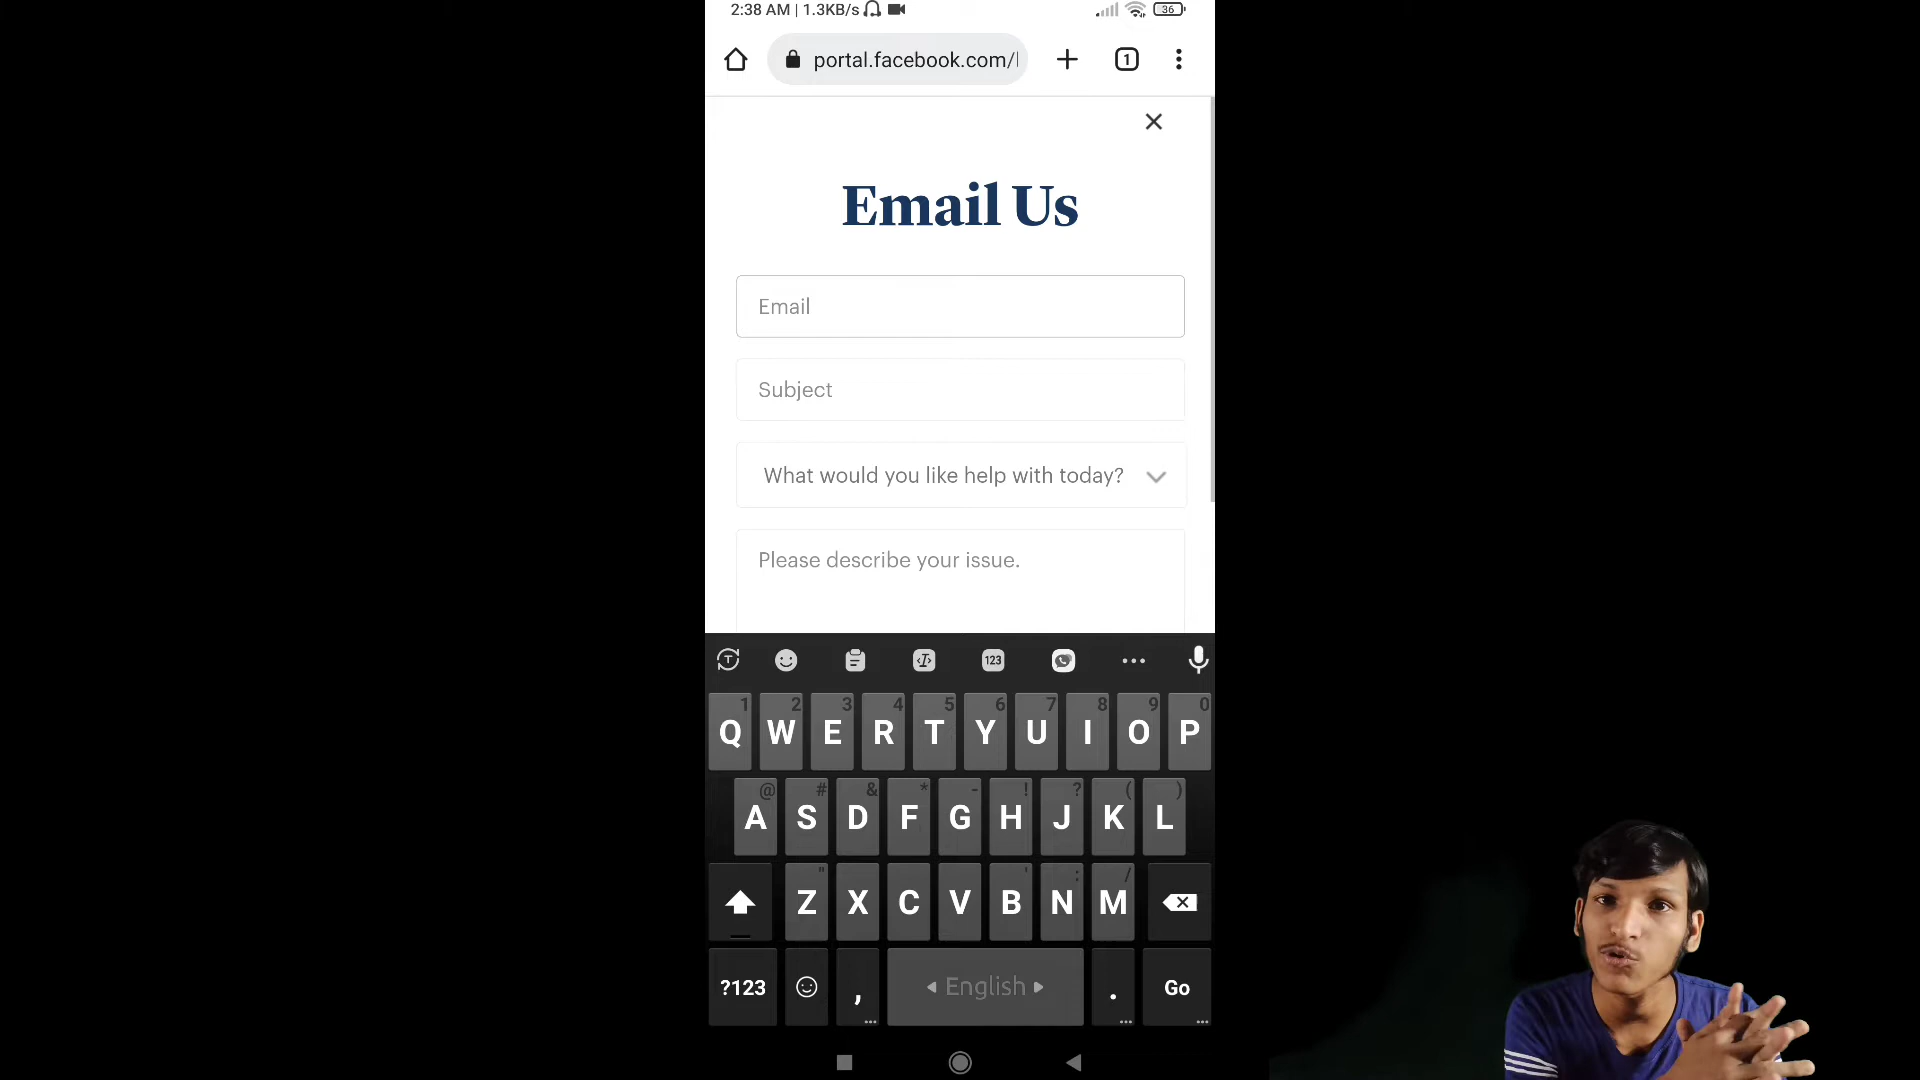 2:38 AM | 1.3KB/s 36
portal.facebook.com/
1
Email Us
Email
Subject
What would you like help with today?
Please describe your issue.
T 123
1 2 3 4 5 6 7 8 9 0
Q W E R T Y U I O P
@ # & * - ! ? ( )
A S D F G H J K L
" ' : /
Z X C V B N M
?123 , English . Go